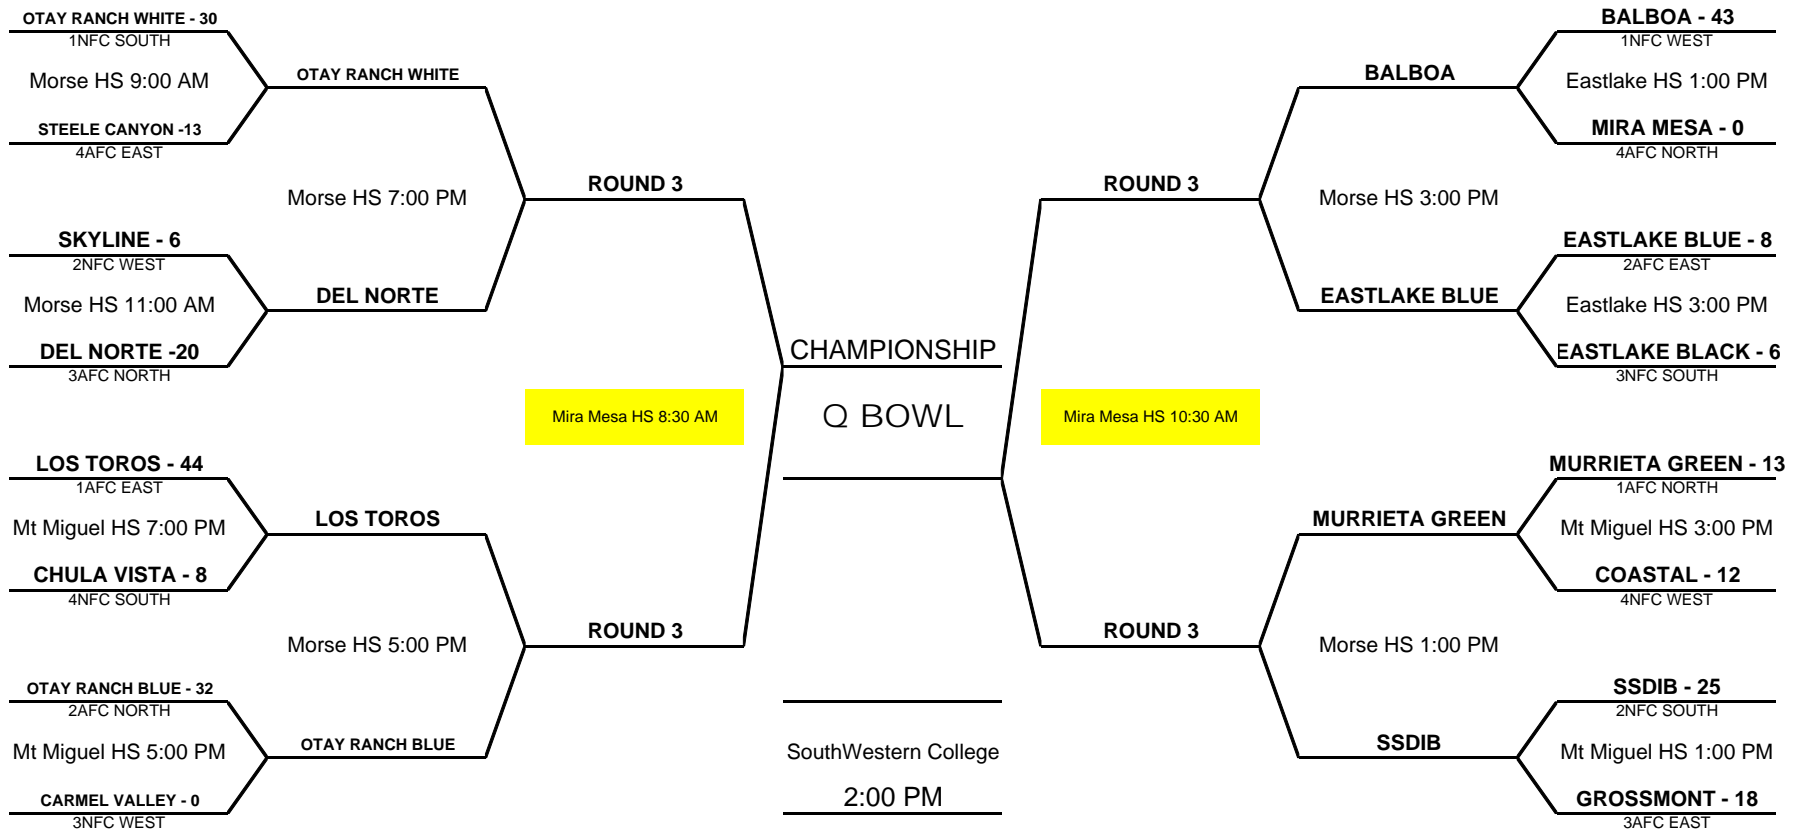 OTAY RANCH WHITE - 30
1NFC SOUTH
Morse HS 9:00 AM
STEELE CANYON -13
4AFC EAST
OTAY RANCH WHITE
Morse HS 7:00 PM
SKYLINE - 6
2NFC WEST
Morse HS 11:00 AM
DEL NORTE -20
3AFC NORTH
DEL NORTE
ROUND 3
Mira Mesa HS 8:30 AM
LOS TOROS - 44
1AFC EAST
Mt Miguel HS 7:00 PM
CHULA VISTA - 8
4NFC SOUTH
LOS TOROS
Morse HS 5:00 PM
OTAY RANCH BLUE - 32
2AFC NORTH
Mt Miguel HS 5:00 PM
CARMEL VALLEY - 0
3NFC WEST
OTAY RANCH BLUE
ROUND 3
CHAMPIONSHIP
Q BOWL
SouthWestern College
2:00 PM
ROUND 3
Mira Mesa HS 10:30 AM
ROUND 3
BALBOA
Morse HS 3:00 PM
EASTLAKE BLUE
MURRIETA GREEN
Morse HS 1:00 PM
SSDIB
BALBOA - 43
1NFC WEST
Eastlake HS 1:00 PM
MIRA MESA - 0
4AFC NORTH
EASTLAKE BLUE - 8
2AFC EAST
Eastlake HS 3:00 PM
EASTLAKE BLACK - 6
3NFC SOUTH
MURRIETA GREEN - 13
1AFC NORTH
Mt Miguel HS 3:00 PM
COASTAL - 12
4NFC WEST
SSDIB - 25
2NFC SOUTH
Mt Miguel HS 1:00 PM
GROSSMONT - 18
3AFC EAST